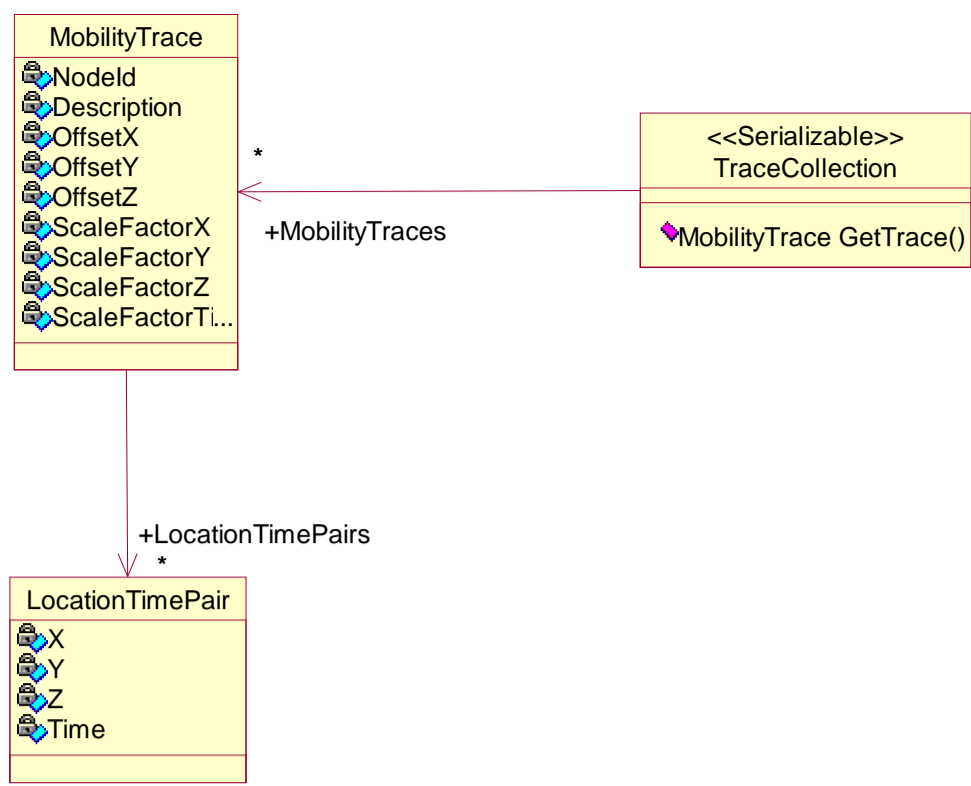 MobilityTrace
NodeId
Description
OffsetX
OffsetY
OffsetZ
ScaleFactorX
ScaleFactorY
ScaleFactorZ
ScaleFactorTi...
*
+MobilityTraces
<<Serializable>>
TraceCollection
MobilityTrace GetTrace()
+LocationTimePairs
*
LocationTimePair
X
Y
Z
Time